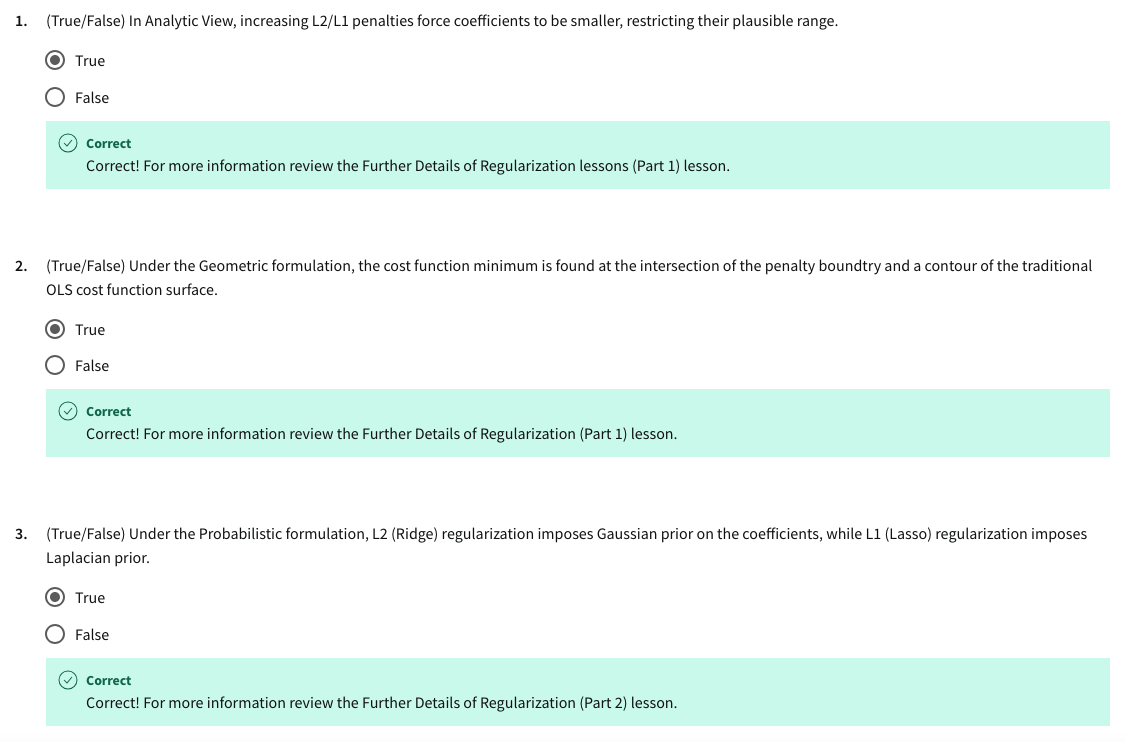 1. (True/False) In Analytic View, increasing L2/L1 penalties force coefficients to be smaller, restricting their plausible range.
True
False
Correct
Correct! For more information review the Further Details of Regularization lessons (Part 1) lesson.
2. (True/False) Under the Geometric formulation, the cost function minimum is found at the intersection of the penalty boundtry and a contour of the traditional
OLS cost function surface.
True
False
Correct
Correct! For more information review the Further Details of Regularization (Part 1) lesson.
3. (True/False) Under the Probabilistic formulation, L2 (Ridge) regularization imposes Gaussian prior on the coefficients, while L1 (Lasso) regularization imposes
Laplacian prior.
True
False
Correct
Correct! For more information review the Further Details of Regularization (Part 2) lesson.